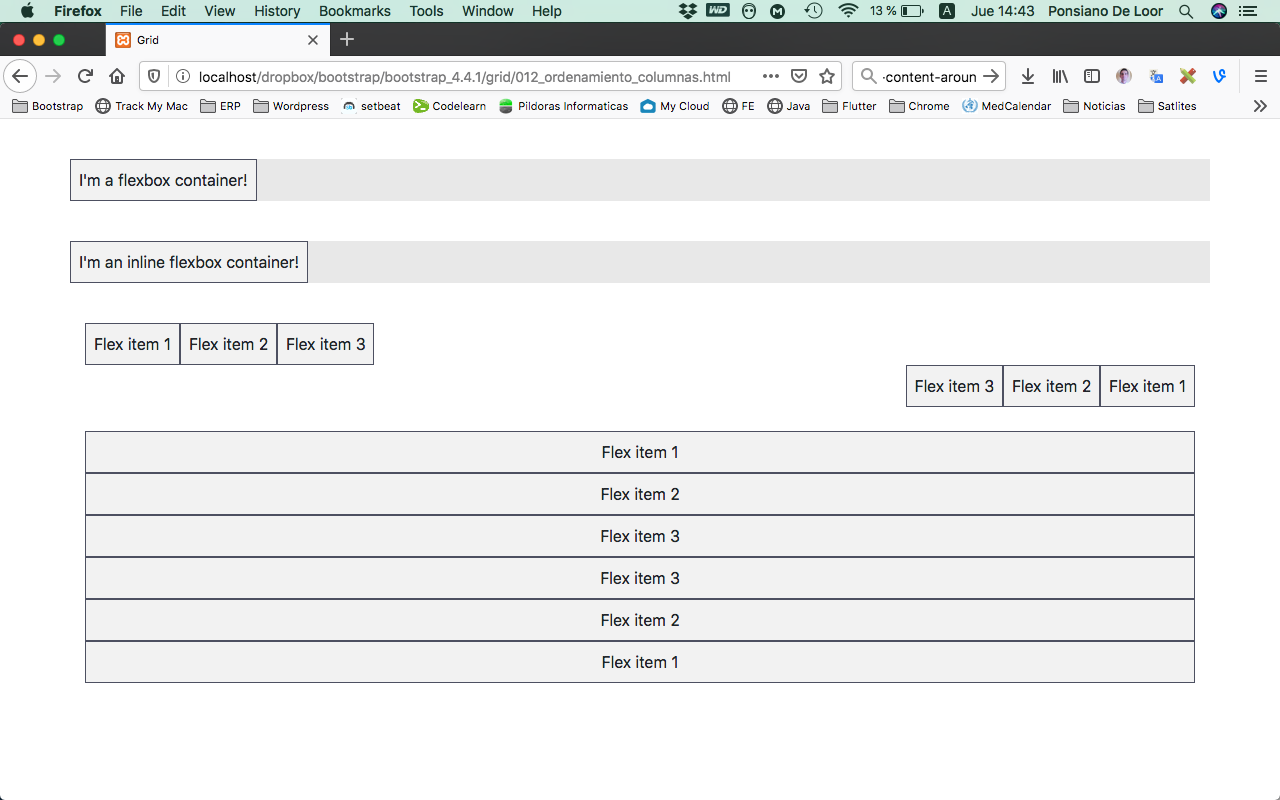 Firefox File Edit View History Bookmarks Tools Window Help WD M 13 % A Jue 14:43 Ponsiano De Loor
Grid
localhost/dropbox/bootstrap/bootstrap_4.4.1/grid/012_ordenamiento_columnas.html -content-aroun
Bootstrap Track My Mac ERP Wordpress setbeat Codelearn Pildoras Informaticas My Cloud FE Java Flutter Chrome MedCalendar Noticias Satlites
I'm a flexbox container!
I'm an inline flexbox container!
Flex item 1 Flex item 2 Flex item 3
Flex item 3 Flex item 2 Flex item 1
Flex item 1
Flex item 2
Flex item 3
Flex item 3
Flex item 2
Flex item 1